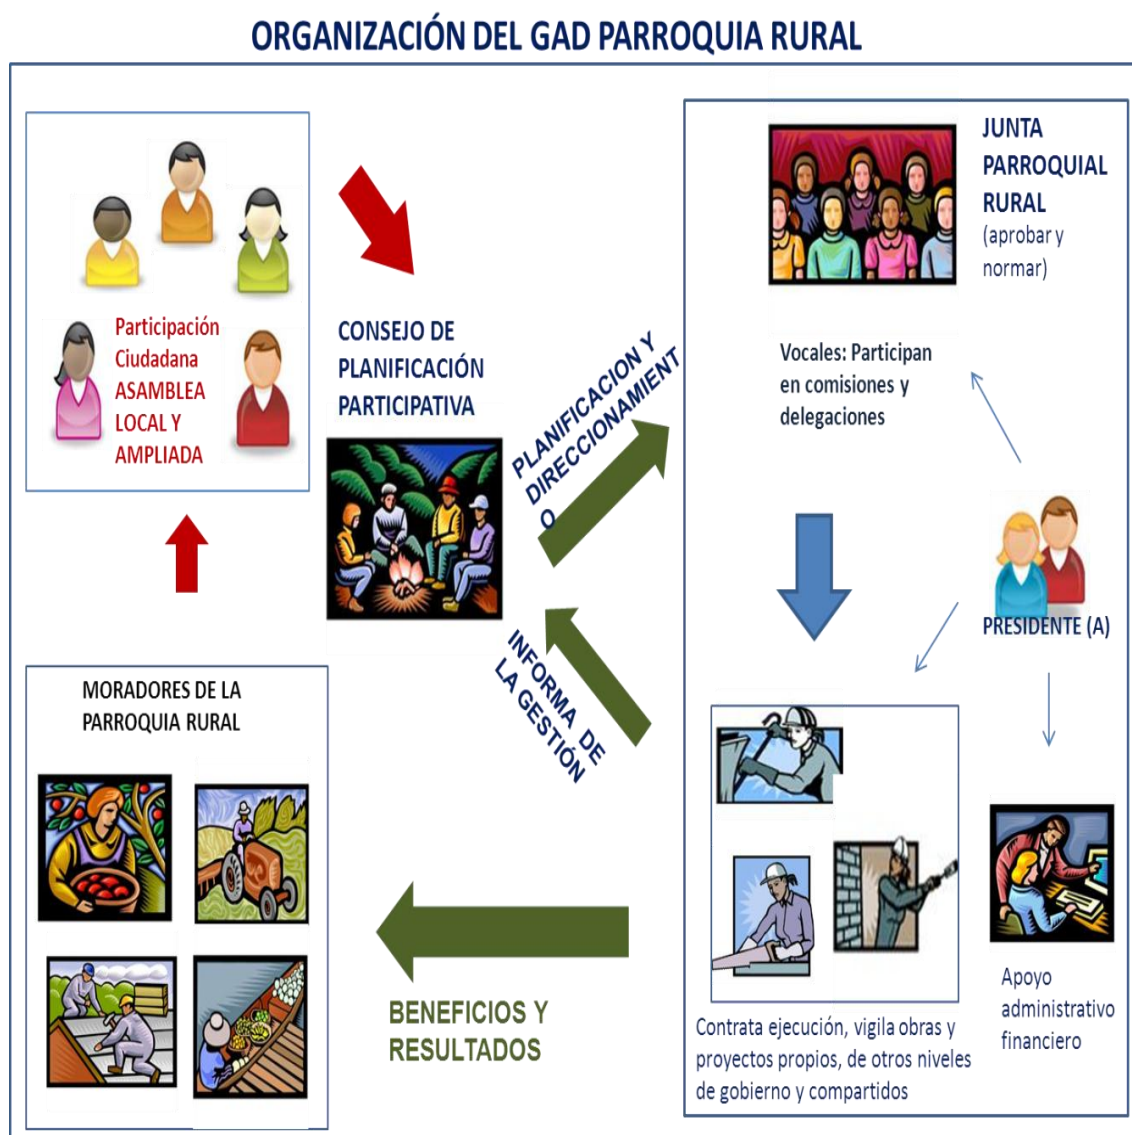 ORGANIZACIÓN DEL GAD PARROQUIA RURAL
Participación
Ciudadana
ASAMBLEA
LOCAL Y
AMPLIADA
CONSEJO DE
PLANIFICACIÓN
PARTICIPATIVA
PLANIFICACION Y
DIRECCIONAMIENT
O
INFORMA DE
LA GESTIÓN
JUNTA
PARROQUIAL
RURAL
(aprobar y
normar)
Vocales: Participan
en comisiones y
delegaciones
PRESIDENTE (A)
MORADORES DE LA
PARROQUIA RURAL
BENEFICIOS Y
RESULTADOS
Contrata ejecución, vigila obras y
proyectos propios, de otros niveles
de gobierno y compartidos
Apoyo
administrativo
financiero